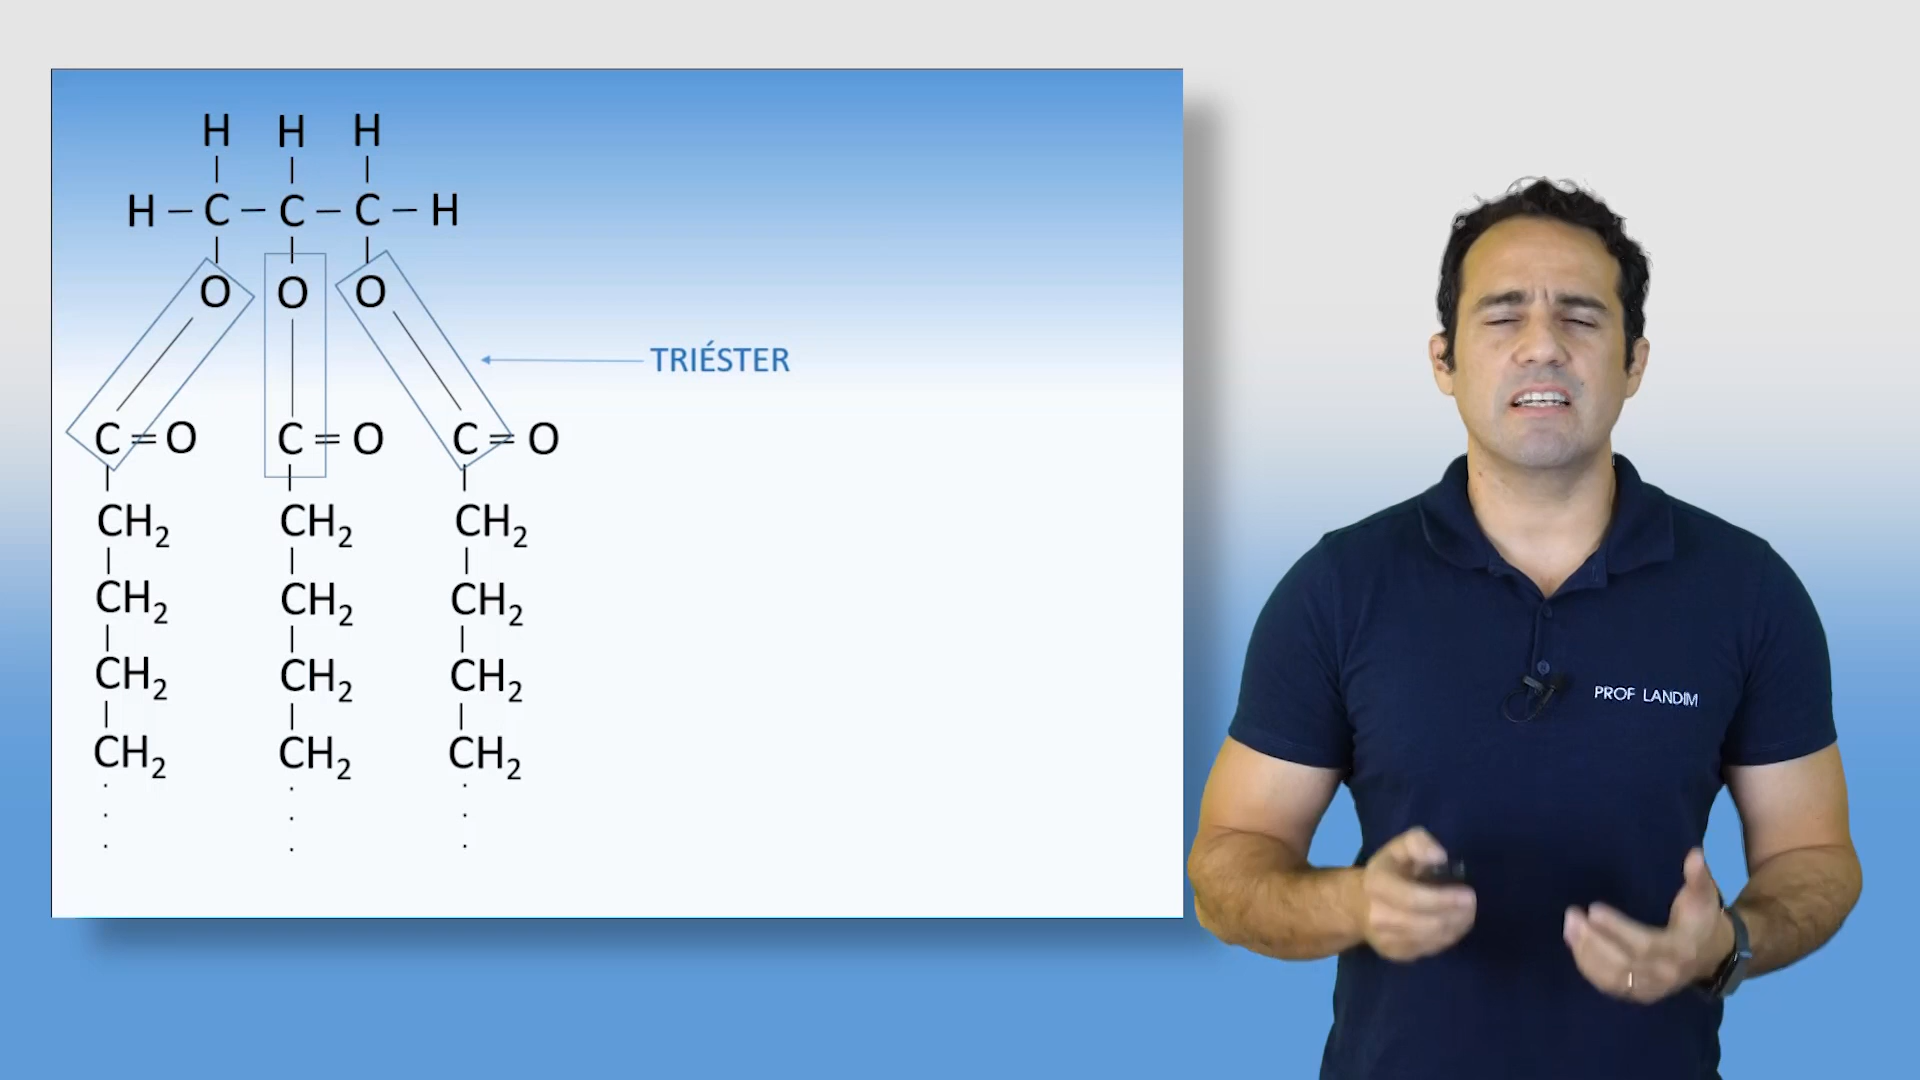 H H H
H – C – C – C – H
O O O
TRIÉSTER
C = O C = O C = O
CH₂ CH₂ CH₂
CH₂ CH₂ CH₂
CH₂ CH₂ CH₂
CH₂ CH₂ CH₂
PROF LANDIM